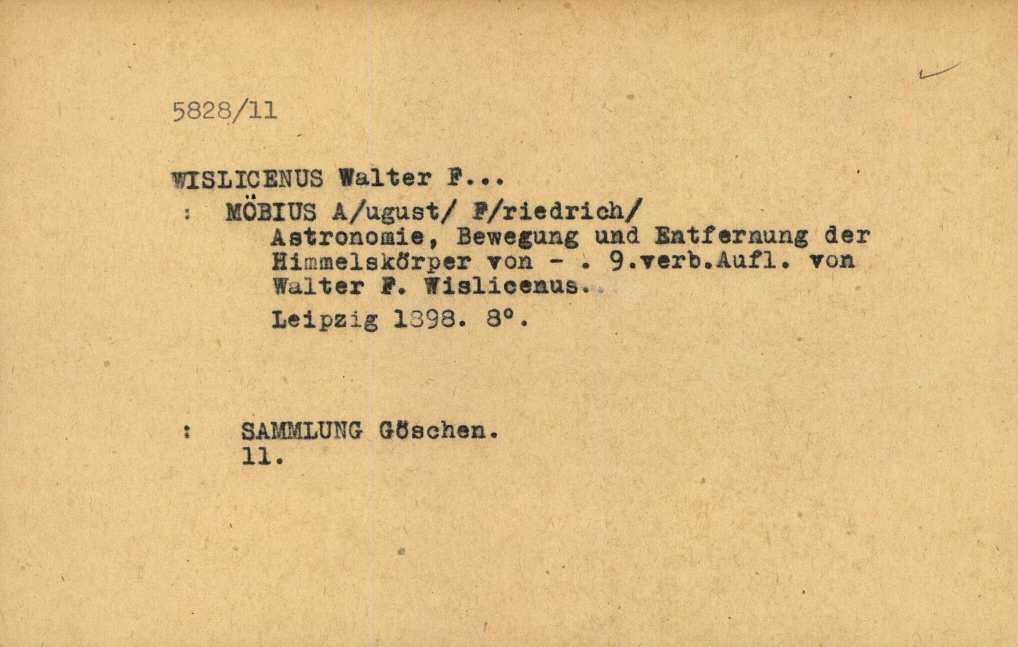 5828/11
WISLICENUS Walter F...
: MÖBIUS A/ugust/ F/riedrich/
Astronomie, Bewegung und Entfernung der
Himmelskörper von - . 9.verb.Aufl. von
Walter F. Wislicenus.
Leipzig 1898. 8°.
: SAMMLUNG Göschen.
11.